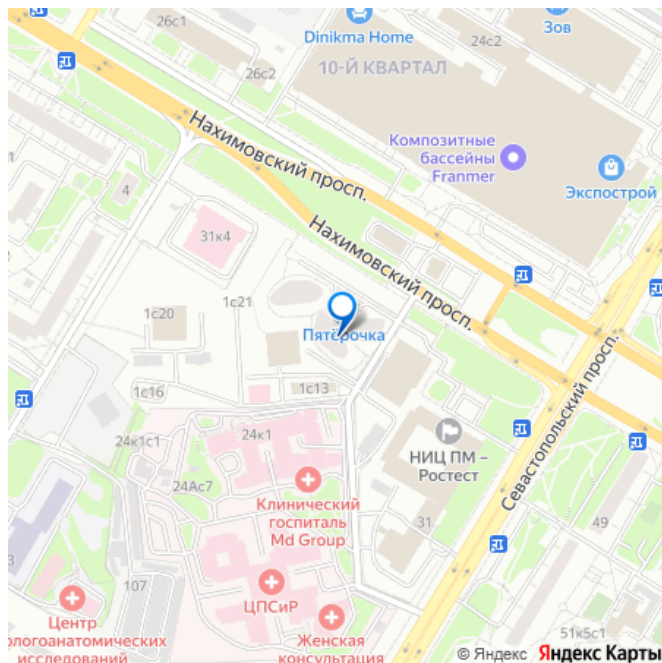 26с1
Dinikma Home
24с2
Зов
26с2
10-Й КВАРТАЛ
Нахимовский просп.
Композитные
бассейны
Franmer
Экспострой
4
31к4
Нахимовский просп.
1с21
1с20
Пятёрочка
1с16
1с13
Севастопольский просп.
24к1с1
24к1
НИЦ ПМ –
Ростест
24Ас7
Клинический
госпиталь
Md Group
31
49
3
107
ЦПСиР
Центр
ологоанатомических
исследований
Женская
консультация
51к5с1
© Яндекс Яндекс Карты